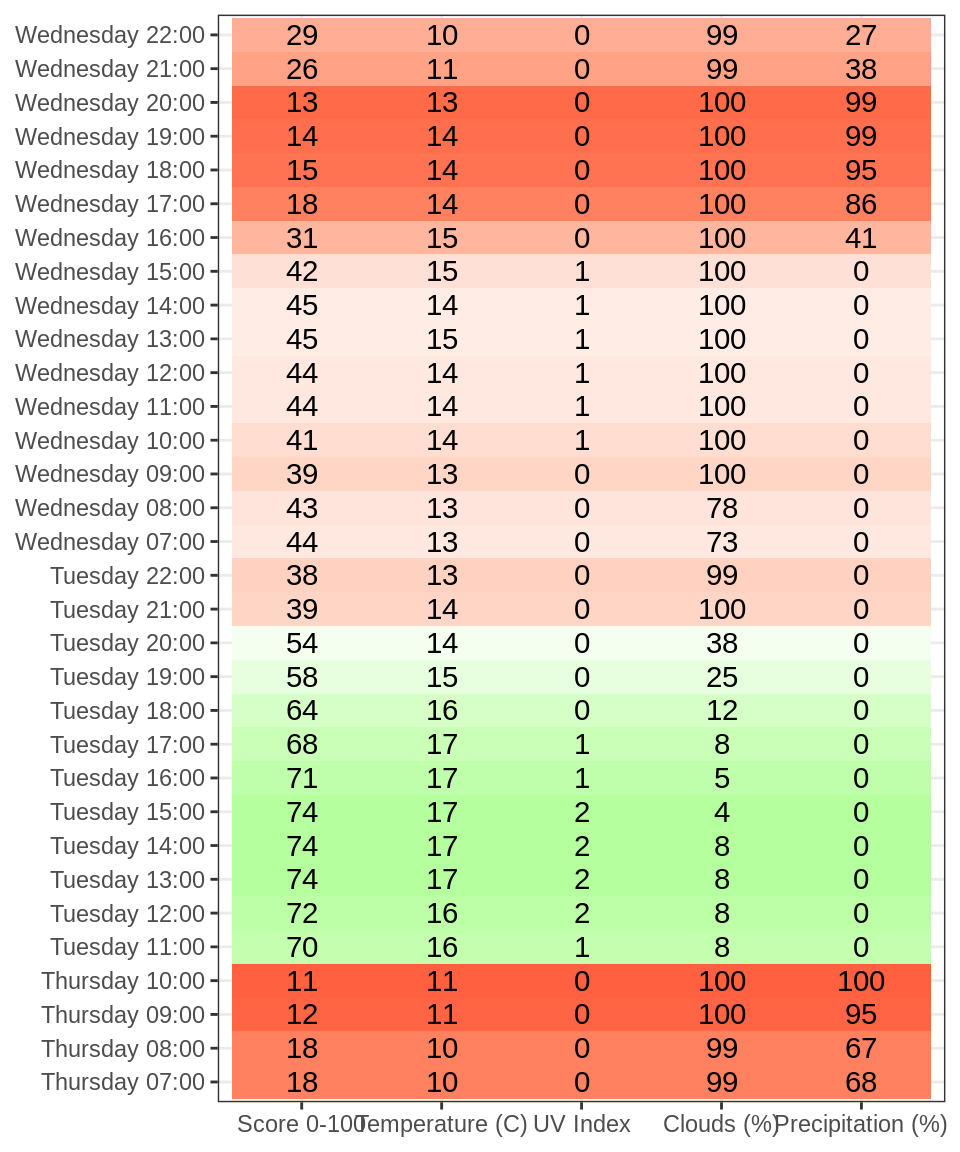 Wednesday 22:00 29 10 0 99 27
Wednesday 21:00 26 11 0 99 38
Wednesday 20:00 13 13 0 100 99
Wednesday 19:00 14 14 0 100 99
Wednesday 18:00 15 14 0 100 95
Wednesday 17:00 18 14 0 100 86
Wednesday 16:00 31 15 0 100 41
Wednesday 15:00 42 15 1 100 0
Wednesday 14:00 45 14 1 100 0
Wednesday 13:00 45 15 1 100 0
Wednesday 12:00 44 14 1 100 0
Wednesday 11:00 44 14 1 100 0
Wednesday 10:00 41 14 1 100 0
Wednesday 09:00 39 13 0 100 0
Wednesday 08:00 43 13 0 78 0
Wednesday 07:00 44 13 0 73 0
Tuesday 22:00 38 13 0 99 0
Tuesday 21:00 39 14 0 100 0
Tuesday 20:00 54 14 0 38 0
Tuesday 19:00 58 15 0 25 0
Tuesday 18:00 64 16 0 12 0
Tuesday 17:00 68 17 1 8 0
Tuesday 16:00 71 17 1 5 0
Tuesday 15:00 74 17 2 4 0
Tuesday 14:00 74 17 2 8 0
Tuesday 13:00 74 17 2 8 0
Tuesday 12:00 72 16 2 8 0
Tuesday 11:00 70 16 1 8 0
Thursday 10:00 11 11 0 100 100
Thursday 09:00 12 11 0 100 95
Thursday 08:00 18 10 0 99 67
Thursday 07:00 18 10 0 99 68
Score 0-100 Temperature (C) UV Index Clouds (%) Precipitation (%)